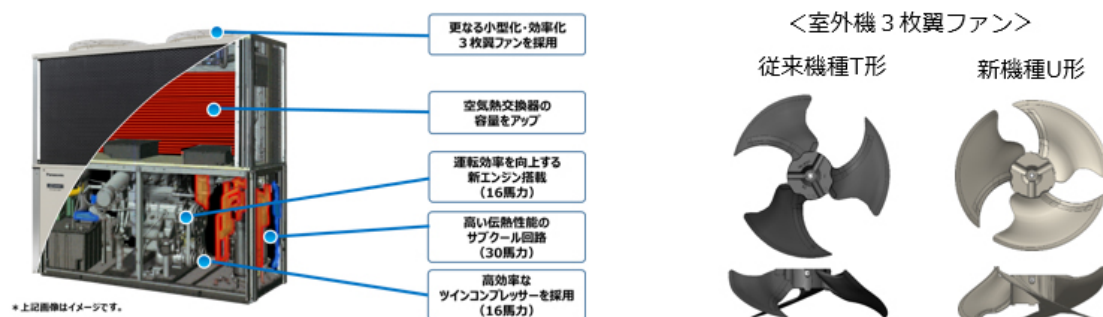 更なる小型化・効率化
3枚翼ファンを採用
空気熱交換器の
容量をアップ
運転効率を向上する
新エンジン搭載
(16馬力)
高い伝熱性能の
サブクール回路
(30馬力)
高効率な
ツインコンプレッサーを採用
(16馬力)
Panasonic
＊上記画像はイメージです。
＜室外機3枚翼ファン＞
従来機種T形
新機種U形